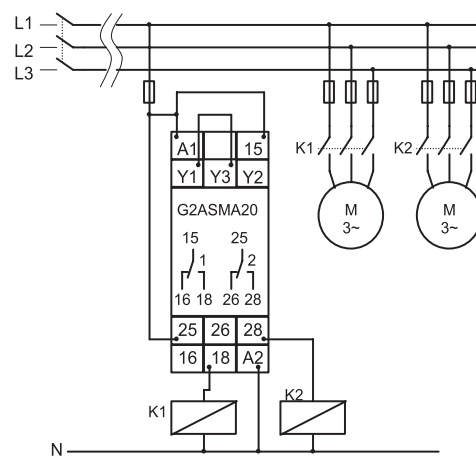 L1
L2
L3
K1
K2
A1 15
Y1 Y3 Y2
M
3~
M
3~
G2ASMA20
15 25
1 2
16 18 26 28
25 26 28
16 18 A2
K1
K2
N